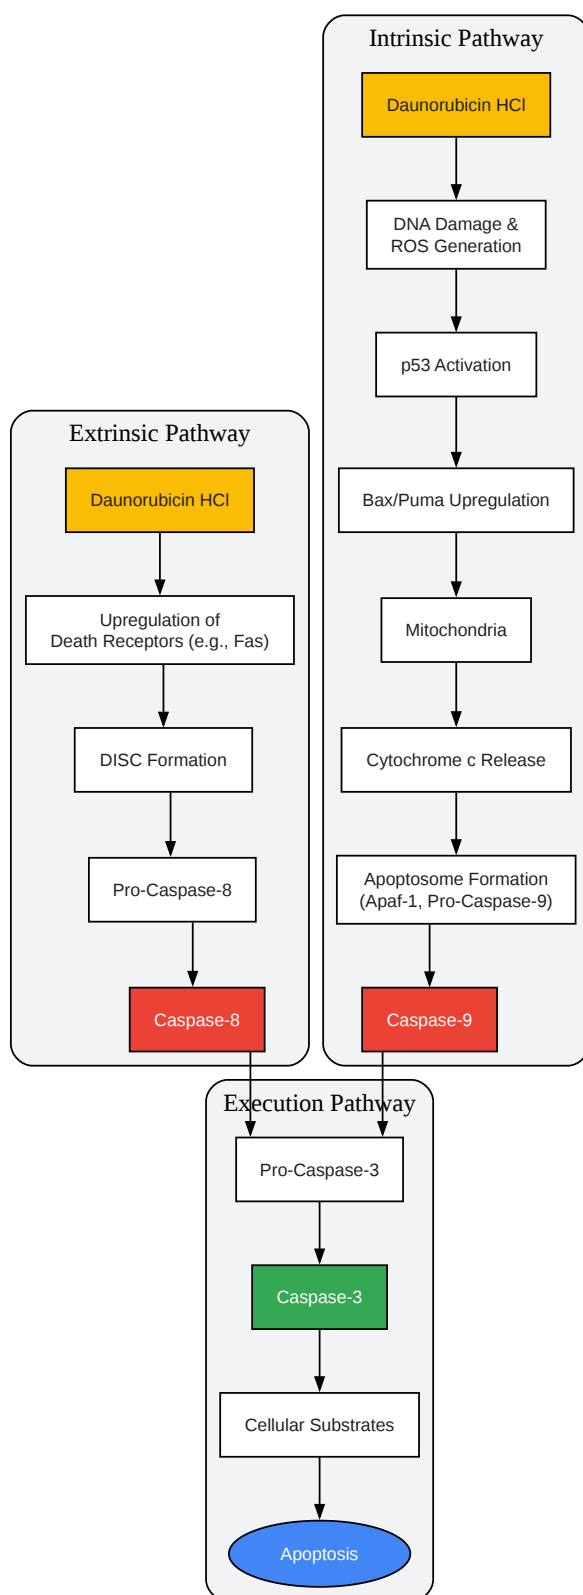 Intrinsic Pathway
Daunorubicin HCl
DNA Damage &
ROS Generation
p53 Activation
Bax/Puma Upregulation
Mitochondria
Cytochrome c Release
Apoptosome Formation
(Apaf-1, Pro-Caspase-9)
Caspase-9
Extrinsic Pathway
Daunorubicin HCl
Upregulation of
Death Receptors (e.g., Fas)
DISC Formation
Pro-Caspase-8
Caspase-8
Execution Pathway
Pro-Caspase-3
Caspase-3
Cellular Substrates
Apoptosis